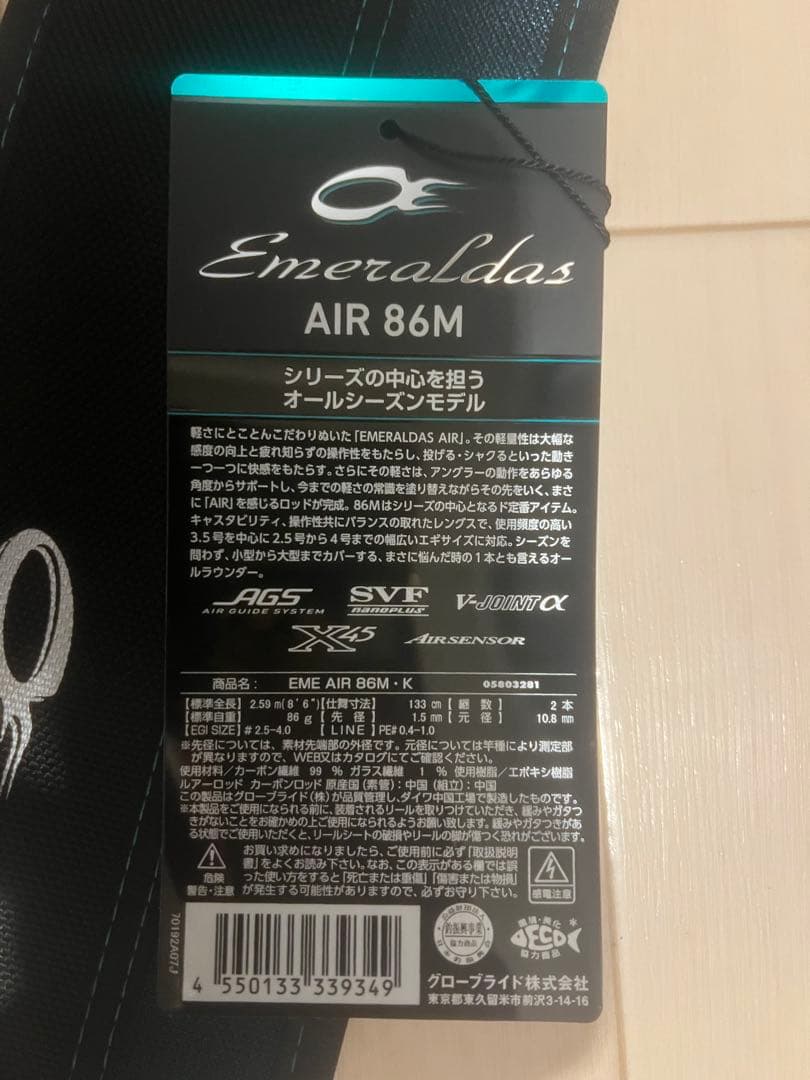 Emeraldas
AIR 86M
シリーズの中心を担う
オールシーズンモデル
軽さにとことんこだわりぬいた「EMERALDAS AIR」。その軽量性は大幅な
感度の向上と疲れ知らずの操作性をもたらし、投げる・シャクるといった動き
一つ一つに快感をもたらす。さらにその軽さは、アングラーの動作をあらゆる
角度からサポートし、今までの軽さの常識を塗り替えながらその先をいく、まさ
に「AIR」を感じるロッドが完成。86Mはシリーズの中心となるド定番アイテム。
キャスタビリティ、操作性共にバランスの取れたレングスで、使用頻度の高い
3.5号を中心に2.5号から4号までの幅広いエギサイズに対応。シーズンを
問わず、小型から大型までカバーする、まさに悩んだ時の1本とも言えるオー
ルラウンダー。
AGS SVF V-JOINTα
AIR GUIDE SYSTEM nanoplus
X45 AIRSENSOR
商品名: EME AIR 86M・K 05803281
【標準全長】 2.59 m(8'6")【仕舞寸法】 133 cm【継数】 2 本
【標準自重】 86 g【先径】 1.5 mm【元径】 10.8 mm
【EGI SIZE】 # 2.5-4.0 【LINE】 PE# 0.4-1.0
※先径については、素材先端部の外径です。元径については竿種により測定部
が異なりますので、WEB又はカタログにてご確認ください。
使用材料/カーボン繊維 99 % ガラス繊維 1 % 使用樹脂/エポキシ樹脂
ルアーロッド カーボンロッド 原産国(素管):中国(組立):中国
この製品はグローブライド(株)が品質管理し、ダイワ中国工場で製造したものです。
※本製品をご使用になられる前に、装着されるリールを取りつけていただき、緩みやガタつ
きがないことをお確かめの上ご使用になられるようお願い致します。緩みやガタつきがあ
る状態でご使用いただくと、リールシートの破損やリールの脚が傷つく恐れがございます。
危険
警告・注意
お買い求めになりましたら、ご使用前に必ず「取扱説明
書」をよくお読み下さい。なお、この表示がある欄では誤
った使い方をすると「死亡または重傷」「傷害または物損」
が発生する可能性がありますので、必ずお守り下さい。
感電注意
70192A07J
4 550133 339349
釣振興事業
協力商品
環境・美化
DECO
協力商品
グローブライド株式会社
東京都東久留米市前沢3-14-16